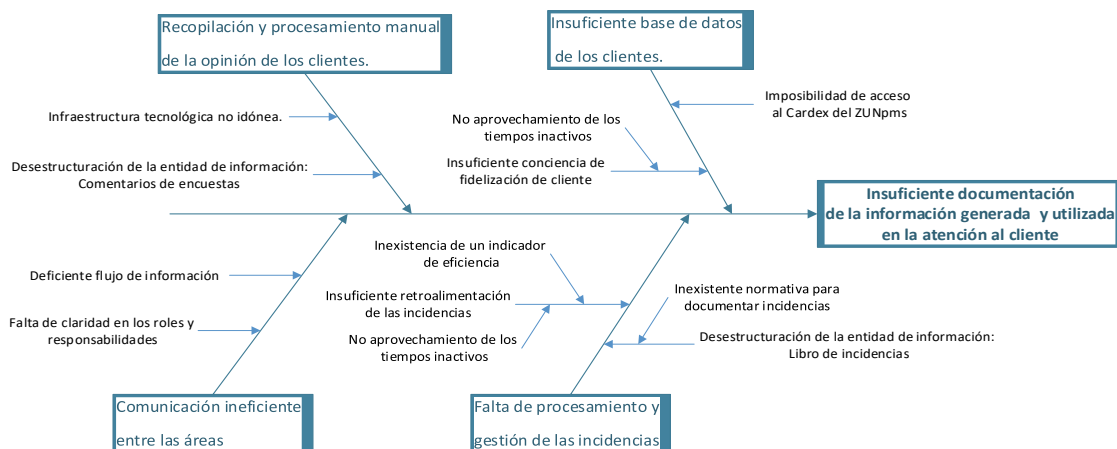 Recopilación y procesamiento manual
de la opinión de los clientes.
Insuficiente base de datos
de los clientes.
Infraestructura tecnológica no idónea.
Desestructuración de la entidad de información:
Comentarios de encuestas
No aprovechamiento de los
tiempos inactivos
Insuficiente conciencia de
fidelización de cliente
Imposibilidad de acceso
al Cardex del ZUNpms
Insuficiente documentación
de la información generada y utilizada
en la atención al cliente
Deficiente flujo de información
Falta de claridad en los roles y
responsabilidades
Inexistencia de un indicador
de eficiencia
Insuficiente retroalimentación
de las incidencias
No aprovechamiento de los
tiempos inactivos
Inexistente normativa para
documentar incidencias
Desestructuración de la entidad de información:
Libro de incidencias
Comunicación ineficiente
entre las áreas
Falta de procesamiento y
gestión de las incidencias